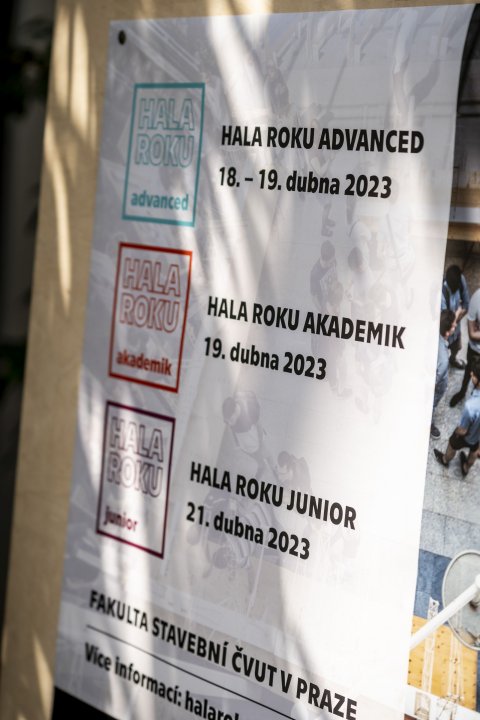 HALA
ROKU
advanced
HALA ROKU ADVANCED
18. – 19. dubna 2023
HALA
ROKU
akademik
HALA ROKU AKADEMIK
19. dubna 2023
HALA
ROKU
junior
HALA ROKU JUNIOR
21. dubna 2023
FAKULTA STAVEBNÍ ČVUT V PRAZE
Více informací: